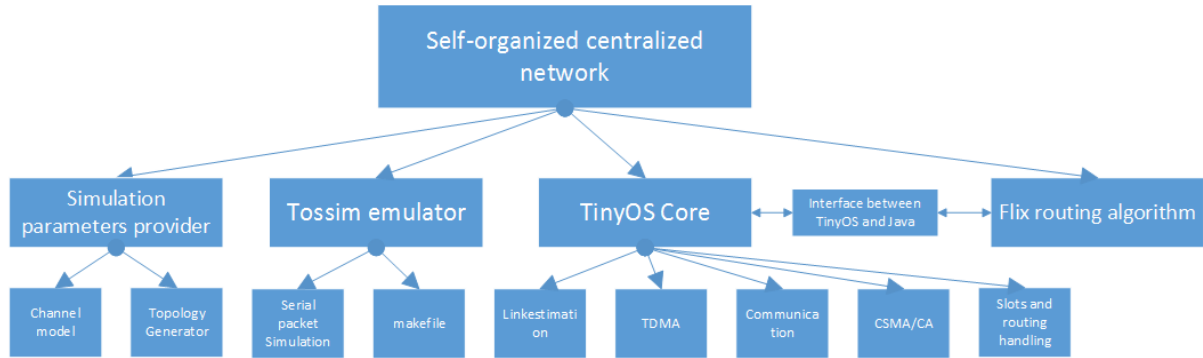 Self-organized centralized
network
Simulation
parameters provider
Tossim emulator
TinyOS Core
Interface between
TinyOS and Java
Flix routing algorithm
Channel
model
Topology
Generator
Serial
packet
Simulation
makefile
Linkestimati
on
TDMA
Communica
tion
CSMA/CA
Slots and
routing
handling